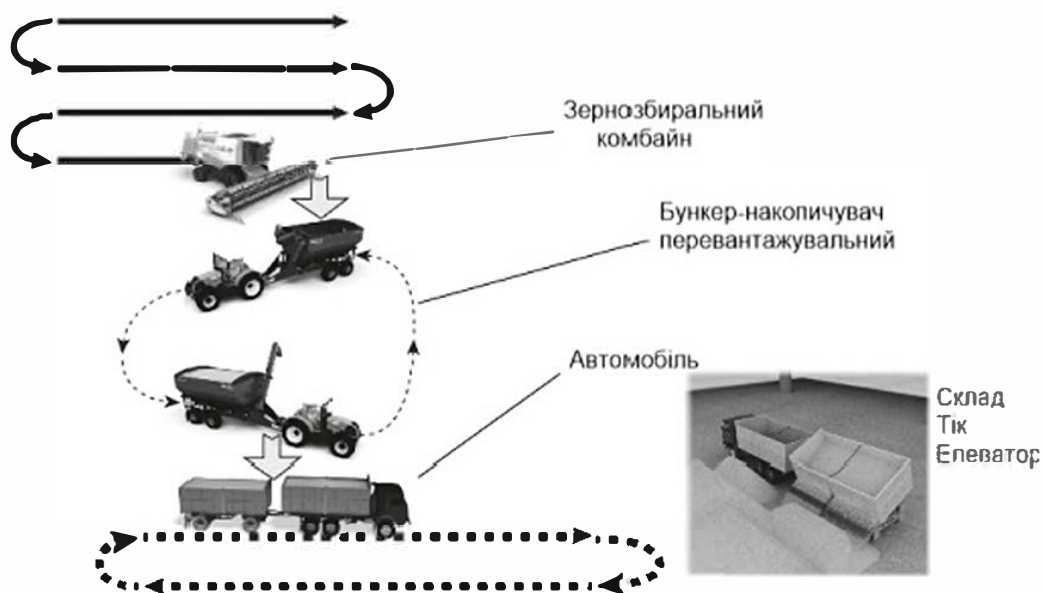 Зернозбиральний
комбайн
Бункер-накопичувач
перевантажувальний
Автомобіль
Склад
Тік
Елеватор